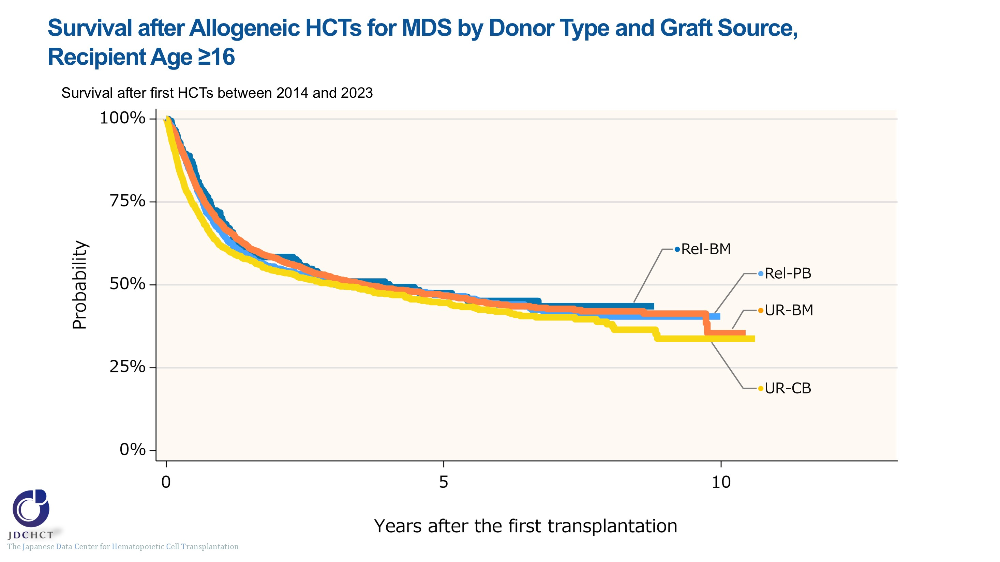 Survival after Allogeneic HCTs for MDS by Donor Type and Graft Source,
Recipient Age ≥16
Survival after first HCTs between 2014 and 2023
100%
75%
50%
25%
0%
Probability
Rel-BM
Rel-PB
UR-BM
UR-CB
0
5
10
Years after the first transplantation
JDCHCT
The Japanese Data Center for Hematopoietic Cell Transplantation